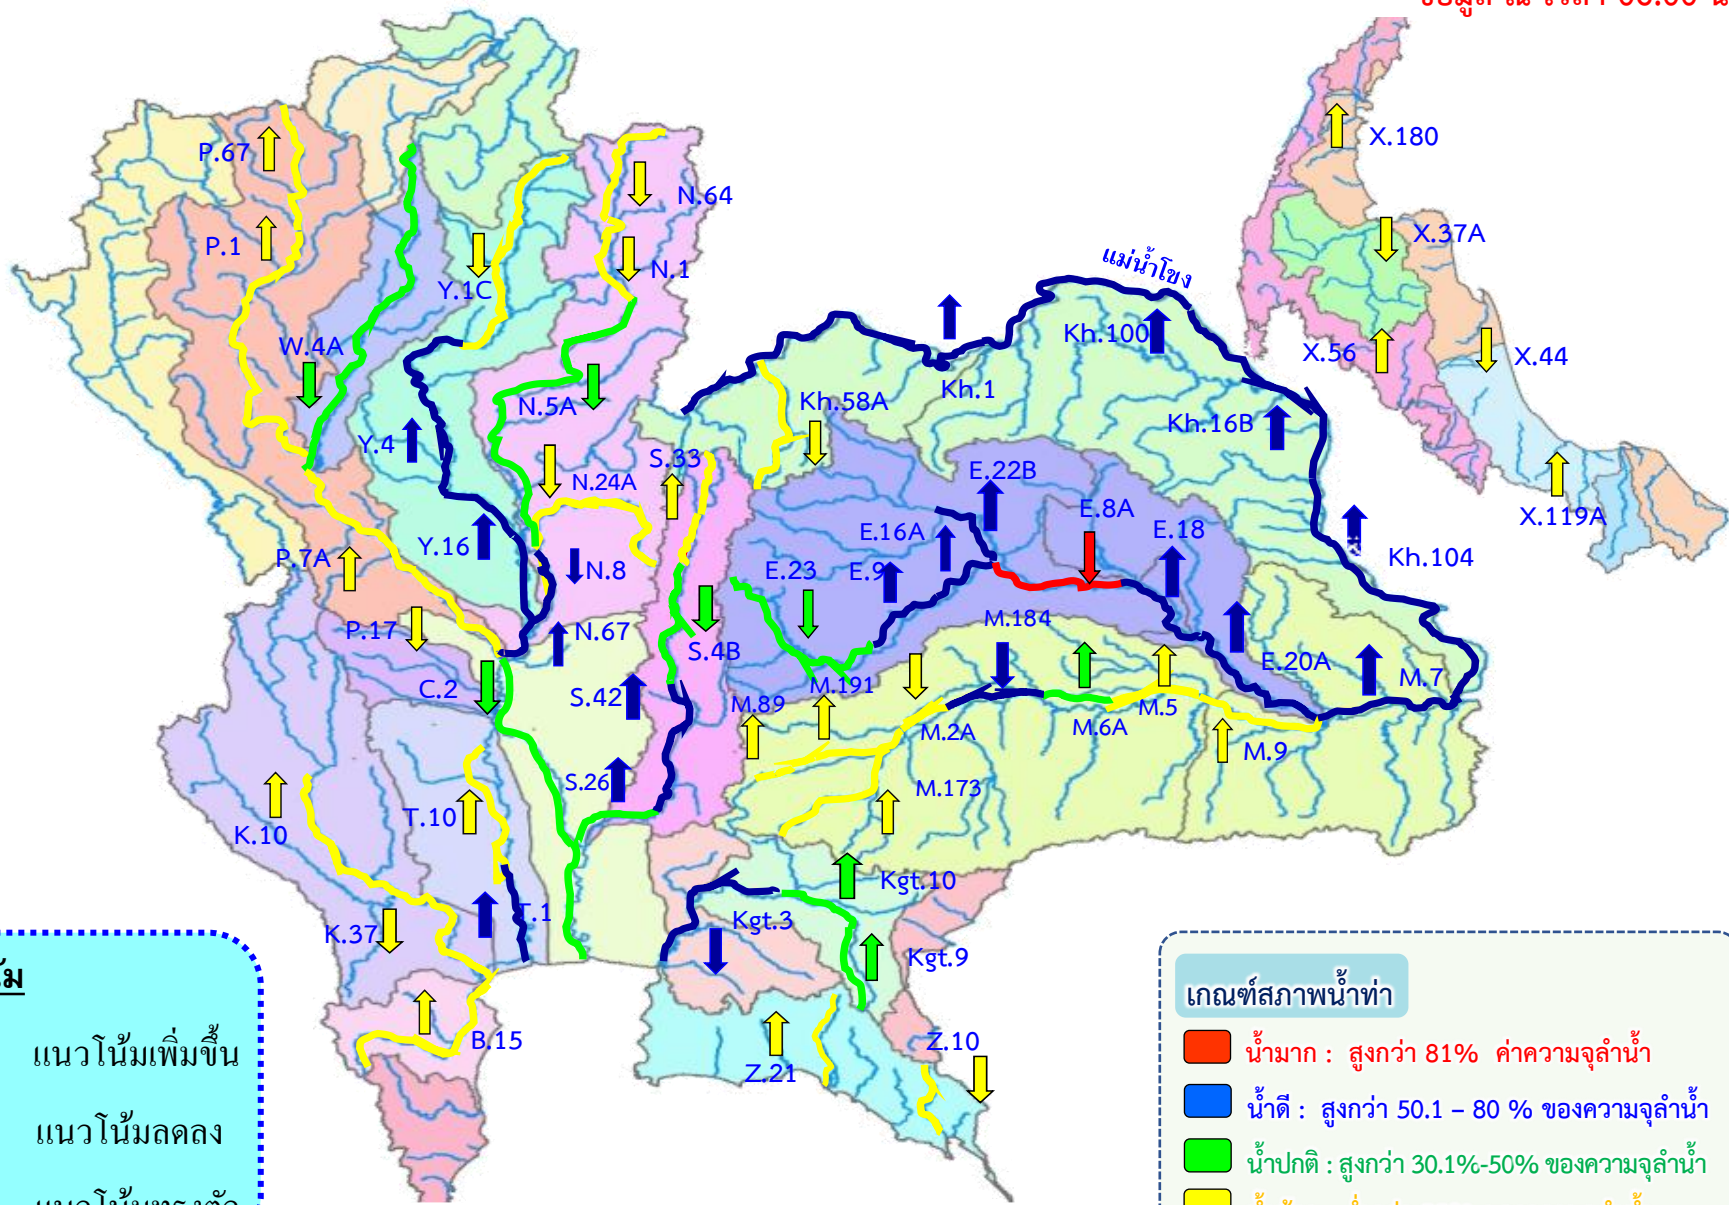 P.67
X.180
N.64
P.1
X.37A
N.1
Y.1C
แม่น้ำโขง
Kh.100
W.4A
X.56
X.44
Kh.1
N.5A
Kh.58A
Kh.16B
Y.4
S.33
N.24A
E.22B
E.8A
E.18
X.119A
E.16A
Y.16
P.7A
N.8
E.23
E.9
Kh.104
M.184
P.17
N.67
S.4B
E.20A
C.2
S.42
M.191
M.7
M.89
M.2A
M.5
M.6A
M.9
S.26
M.173
K.10
T.10
Kgt.10
T.1
Kgt.3
K.37
Kgt.9
B.15
Z.10
Z.21
แนวโน้มเพิ่มขึ้น
แนวโน้มลดลง
เกณฑ์สภาพน้ำท่า
น้ำมาก : สูงกว่า 81% ค่าความจุลำน้ำ
น้ำดี : สูงกว่า 50.1 – 80 % ของความจุลำน้ำ
น้ำปกติ : สูงกว่า 30.1%-50% ของความจุลำน้ำ